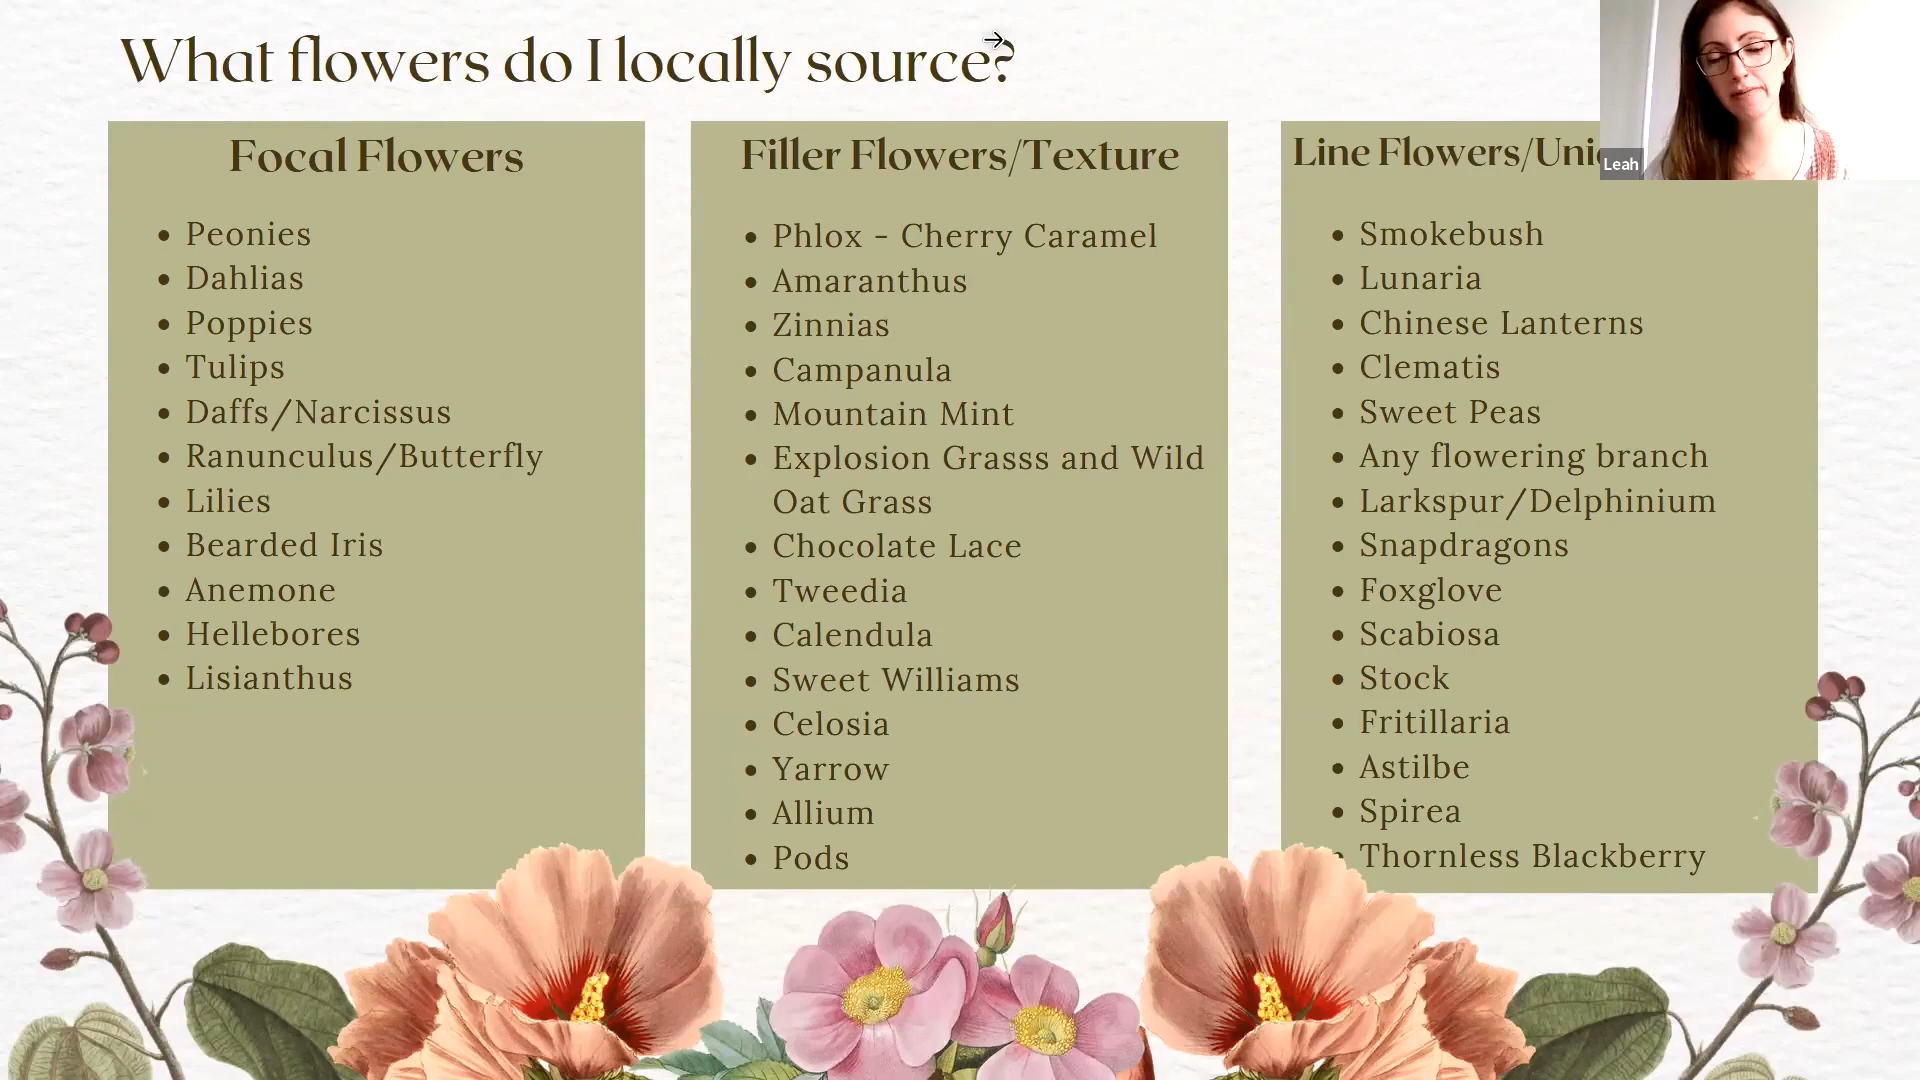 What flowers do I locally source?
Focal Flowers
Peonies
Dahlias
Poppies
Tulips
Daffs/Narcissus
Ranunculus/Butterfly
Lilies
Bearded Iris
Anemone
Hellebores
Lisianthus
Filler Flowers/Texture
Phlox - Cherry Caramel
Amaranthus
Zinnias
Campanula
Mountain Mint
Explosion Grasss and Wild
Oat Grass
Chocolate Lace
Tweedia
Calendula
Sweet Williams
Celosia
Yarrow
Allium
Pods
Line Flowers/
Smokebush
Lunaria
Chinese Lanterns
Clematis
Sweet Peas
Any flowering branch
Larkspur/Delphinium
Snapdragons
Foxglove
Scabiosa
Stock
Fritillaria
Astilbe
Spirea
Thornless Blackberry
Leah